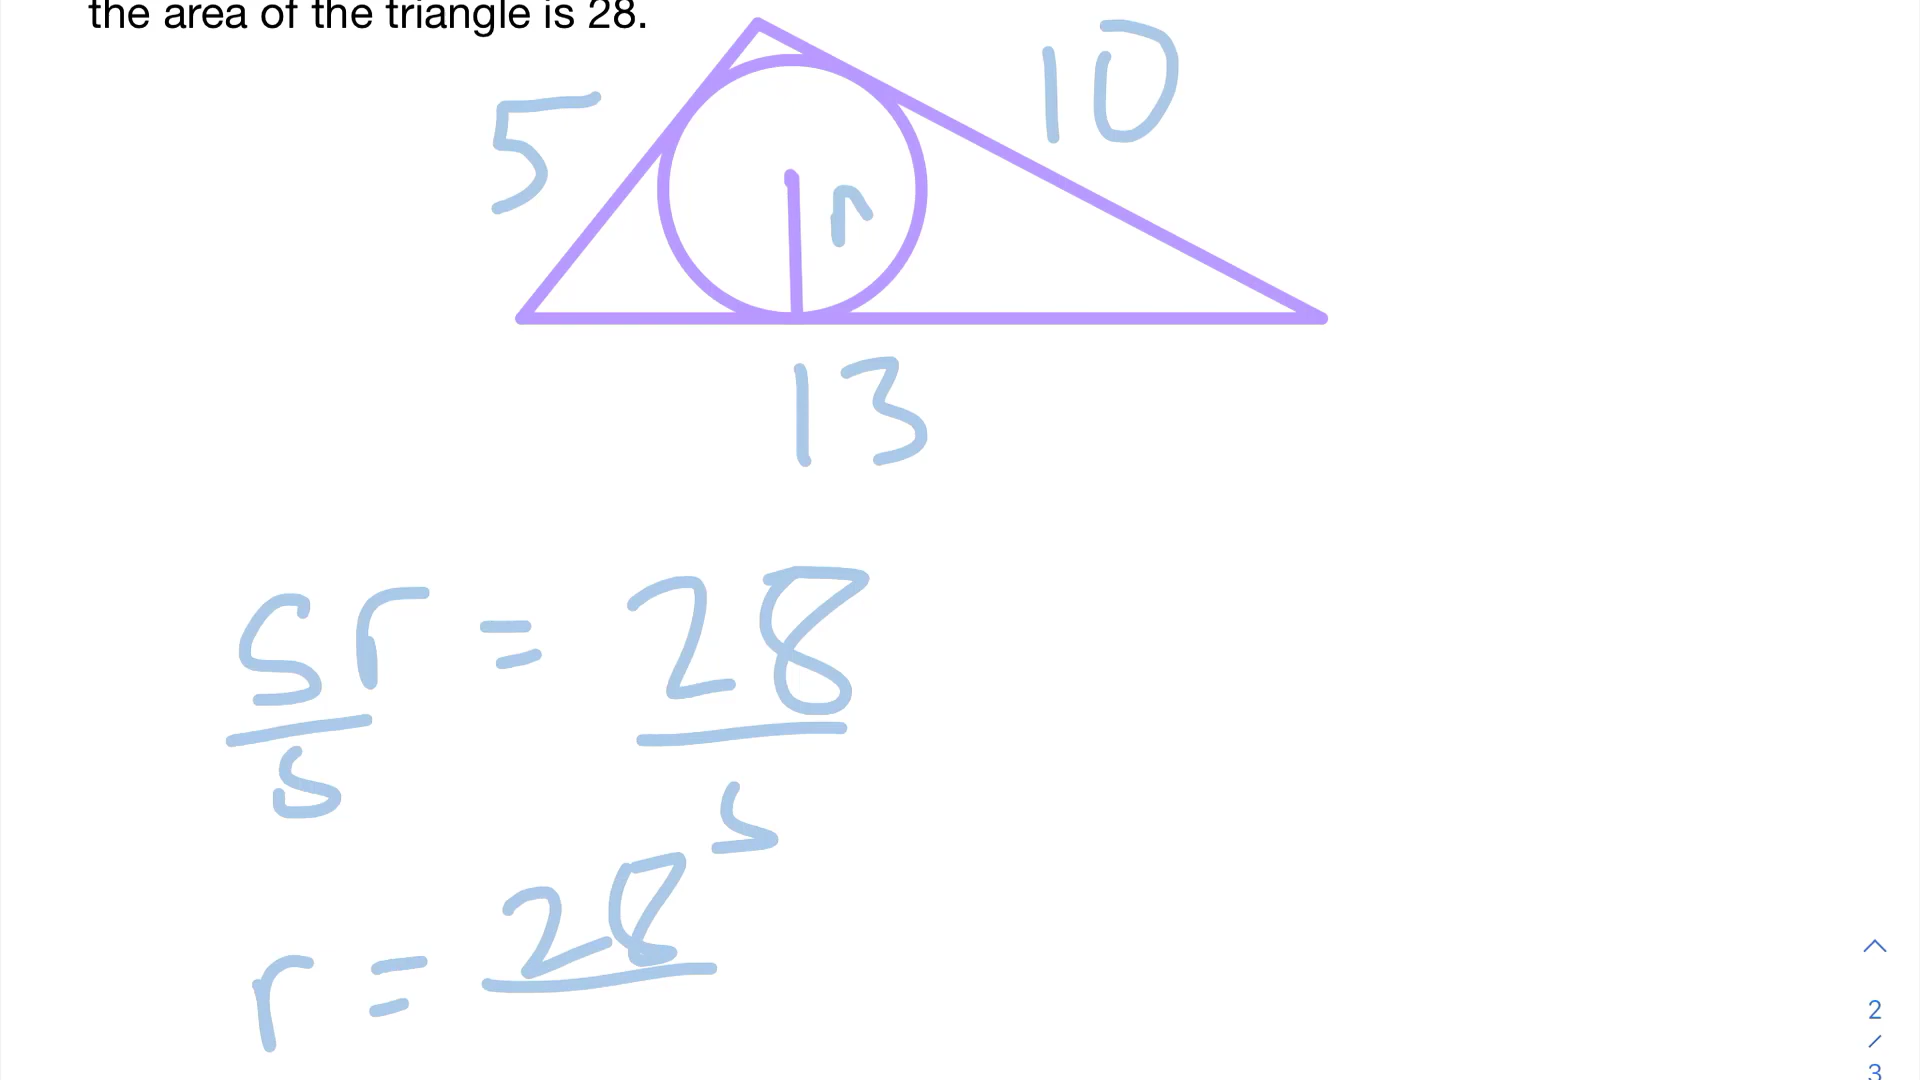 the area of the triangle is 28.
5
10
r
13
sr = 28
s
s
r = 28
2
/
3